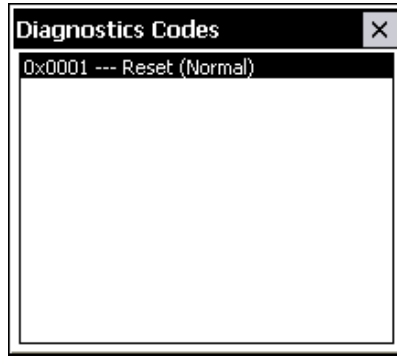 Diagnostics Codes
0x0001 --- Reset (Normal)